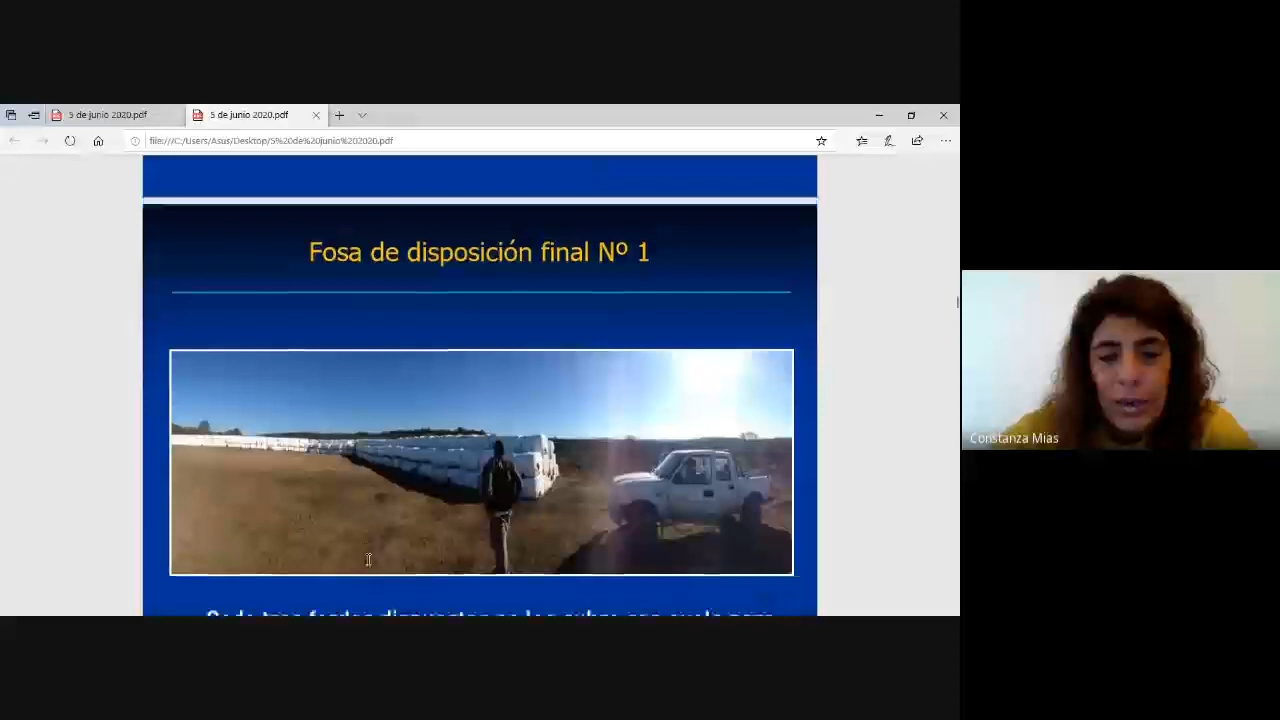 5 de junio 2020.pdf
5 de junio 2020.pdf
file:///C:/Users/Asus/Desktop/5%20de%20junio%202020.pdf
Fosa de disposición final Nº 1
Constanza Mias